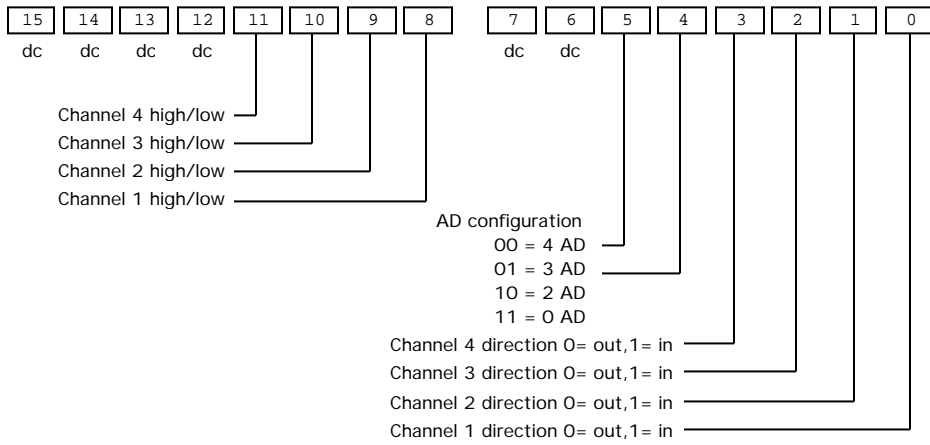 15 14 13 12 11 10 9 8 7 6 5 4 3 2 1 0
dc dc dc dc dc dc
Channel 4 high/low
Channel 3 high/low
Channel 2 high/low
Channel 1 high/low
AD configuration
00 = 4 AD
01 = 3 AD
10 = 2 AD
11 = 0 AD
Channel 4 direction 0= out,1= in
Channel 3 direction 0= out,1= in
Channel 2 direction 0= out,1= in
Channel 1 direction 0= out,1= in